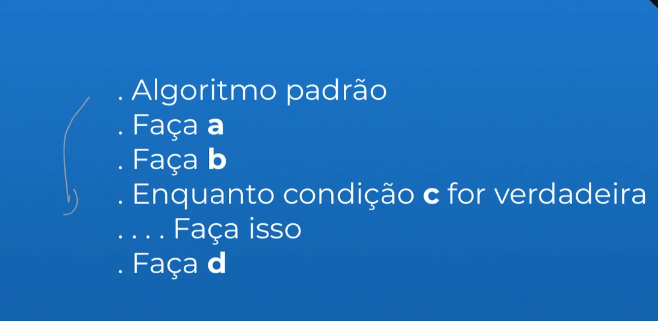 . Algoritmo padrão
. Faça a
. Faça b
. Enquanto condição c for verdadeira
. . . . Faça isso
. Faça d